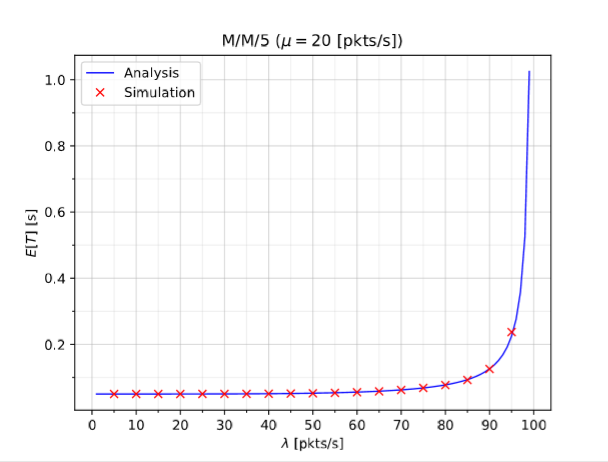 M/M/5 (μ = 20 [pkts/s])
Analysis
Simulation
1.0
0.8
0.6
0.4
0.2
E[T] [s]
0 10 20 30 40 50 60 70 80 90 100
λ [pkts/s]